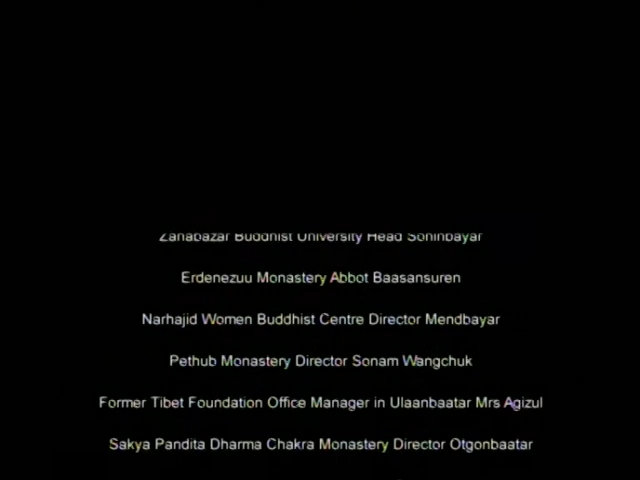 Zanabazar Buddhist University Head Sohinbayar
Erdenezuu Monastery Abbot Baasansuren
Narhajid Women Buddhist Centre Director Mendbayar
Pethub Monastery Director Sonam Wangchuk
Former Tibet Foundation Office Manager in Ulaanbaatar Mrs Agizul
Sakya Pandita Dharma Chakra Monastery Director Otgonbaatar